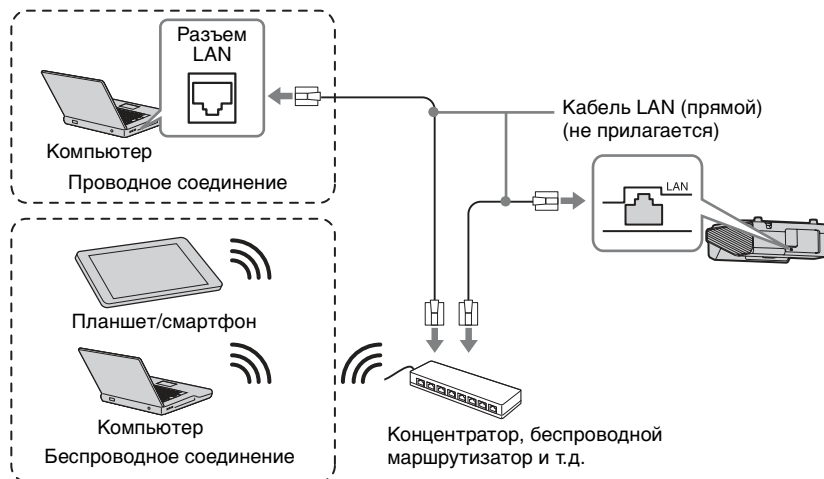 Разъем
LAN
Компьютер
Проводное соединение
Кабель LAN (прямой)
(не прилагается)
LAN
Планшет/смартфон
Компьютер
Беспроводное соединение
Концентратор, беспроводной
маршрутизатор и т.д.